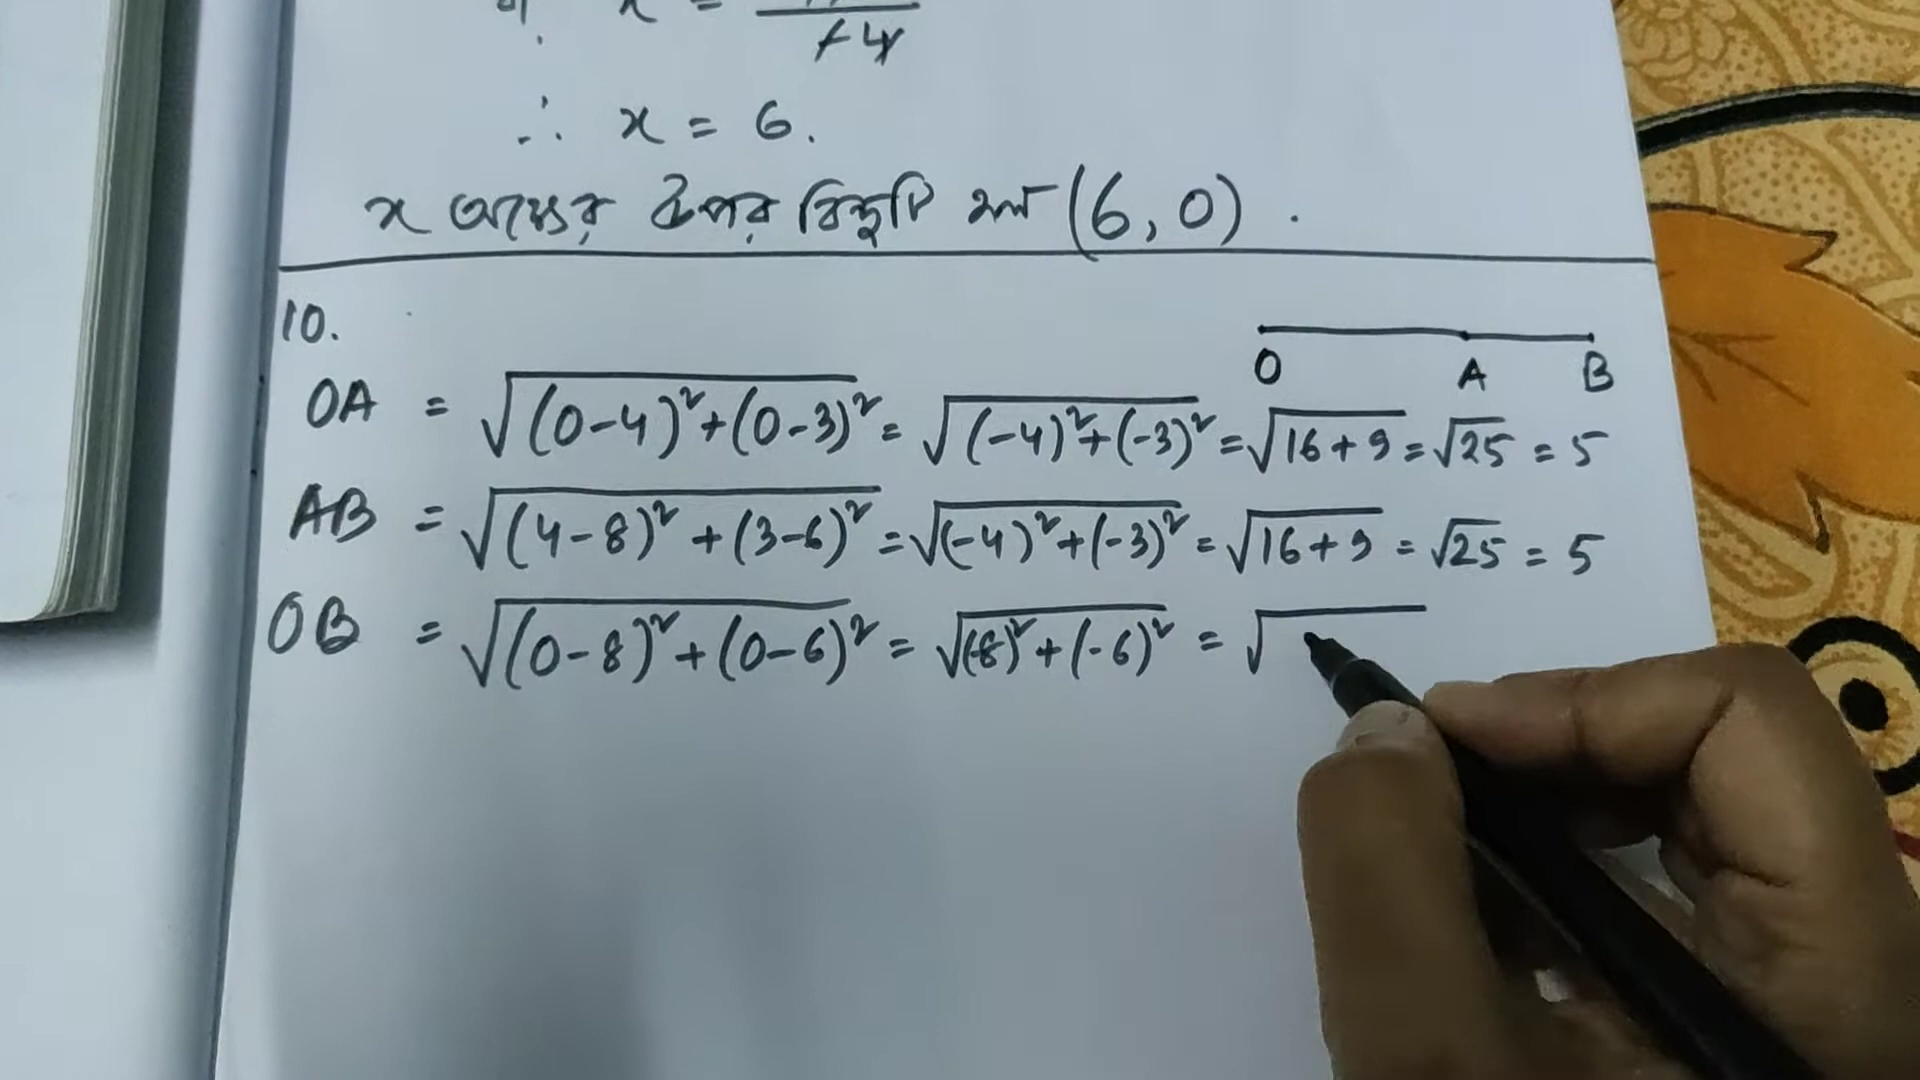 x =
-4
∴ x = 6.
x অক্ষের উপর বিন্দুটি হল (6, 0) .
10.
O A B
OA = √(0-4)² + (0-3)² = √(-4)² + (-3)² = √16+9 = √25 = 5
AB = √(4-8)² + (3-6)² = √(-4)² + (-3)² = √16+9 = √25 = 5
OB = √(0-8)² + (0-6)² = √(-8)² + (-6)² = √